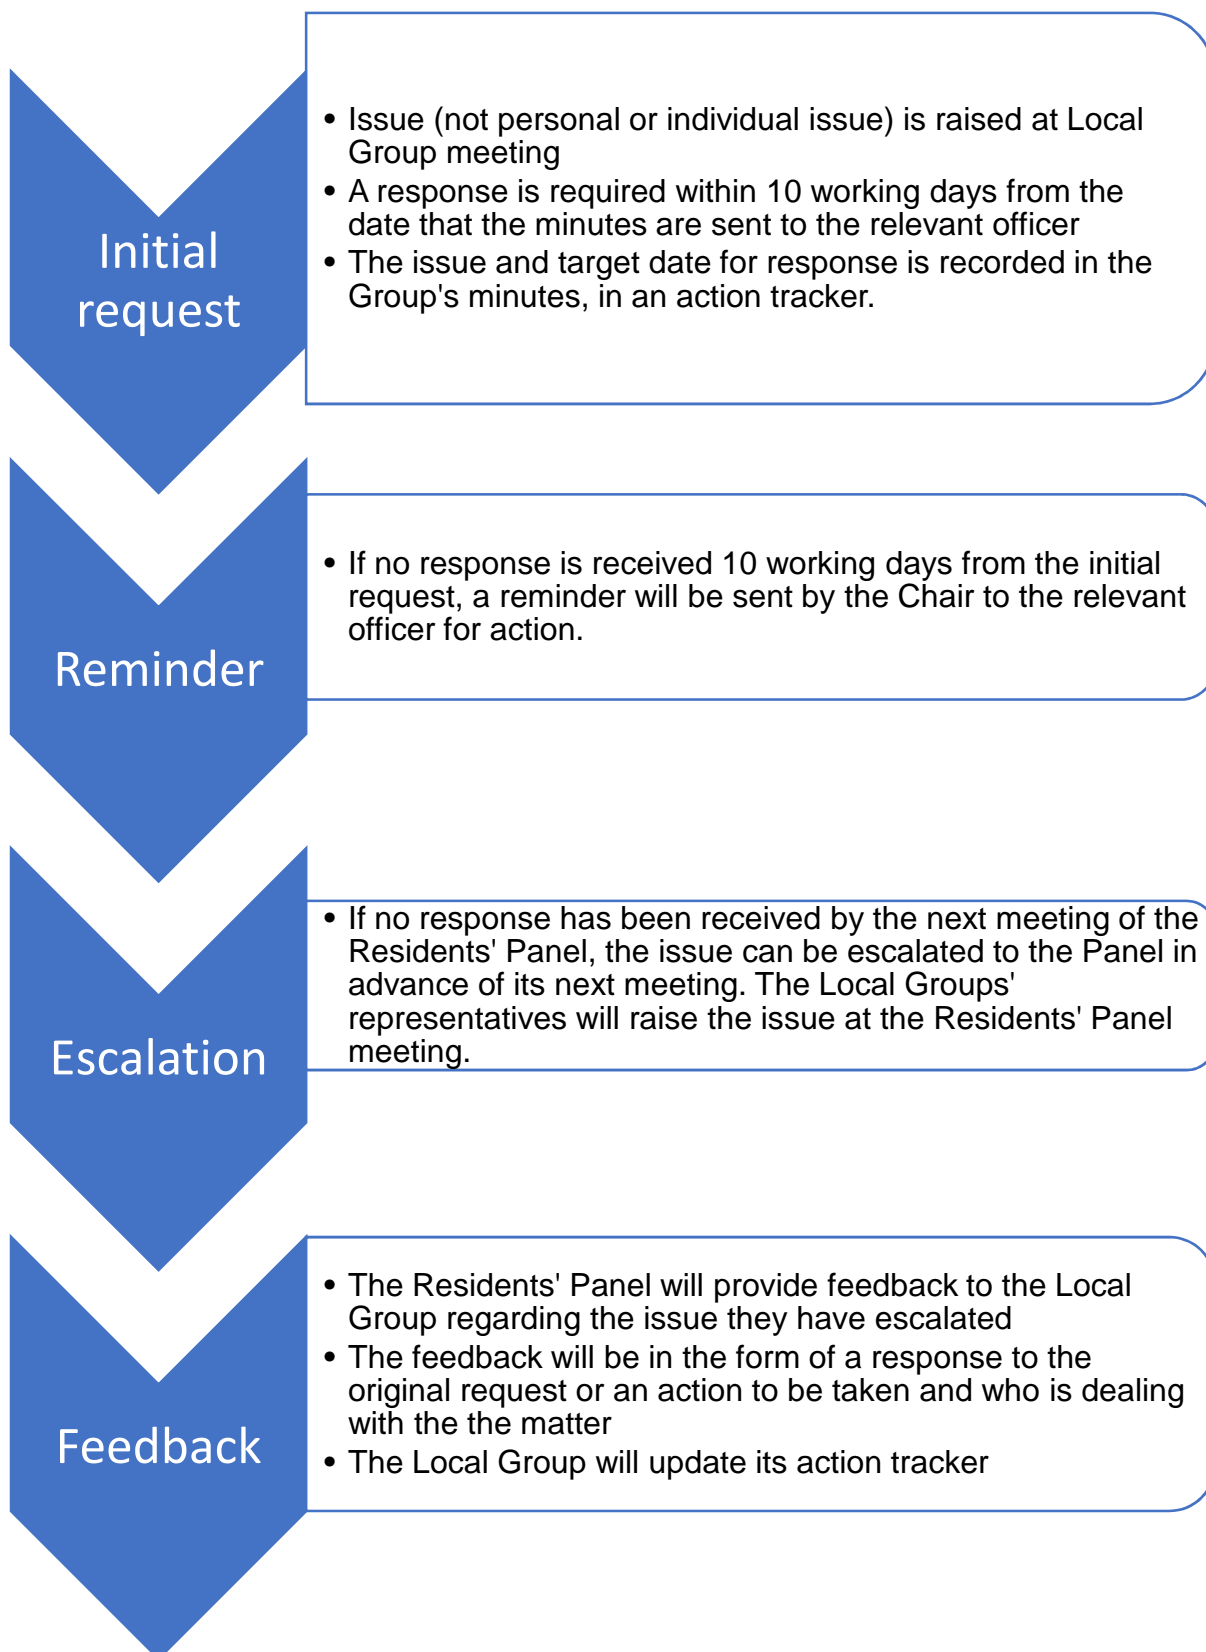 Initial
request
• Issue (not personal or individual issue) is raised at Local
Group meeting
• A response is required within 10 working days from the
date that the minutes are sent to the relevant officer
• The issue and target date for response is recorded in the
Group's minutes, in an action tracker.
Reminder
• If no response is received 10 working days from the initial
request, a reminder will be sent by the Chair to the relevant
officer for action.
Escalation
• If no response has been received by the next meeting of the
Residents' Panel, the issue can be escalated to the Panel in
advance of its next meeting. The Local Groups'
representatives will raise the issue at the Residents' Panel
meeting.
Feedback
• The Residents' Panel will provide feedback to the Local
Group regarding the issue they have escalated
• The feedback will be in the form of a response to the
original request or an action to be taken and who is dealing
with the the matter
• The Local Group will update its action tracker